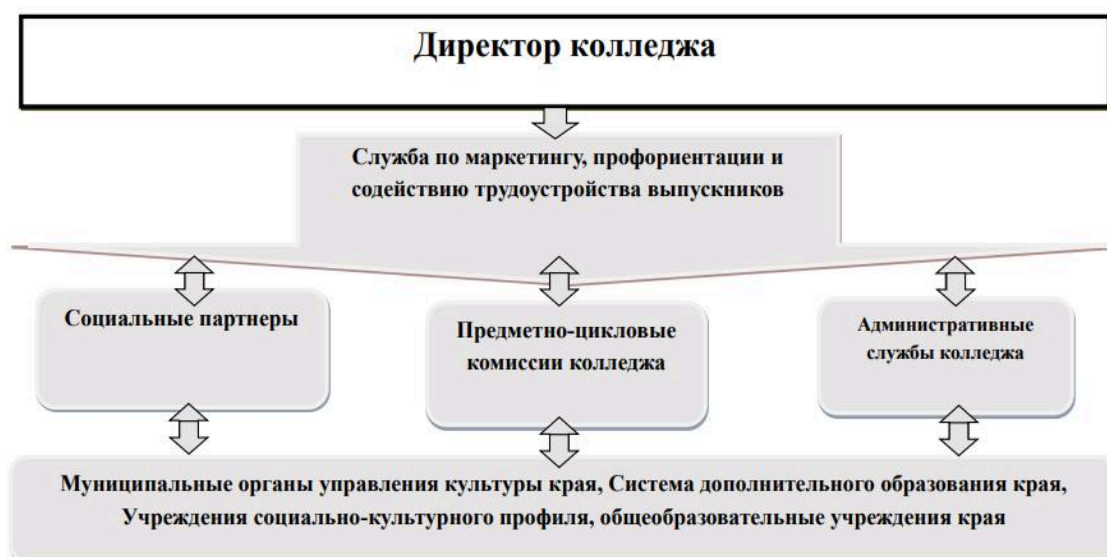 Директор колледжа
Служба по маркетингу, профориентации и
содействию трудоустройства выпускников
Социальные партнеры
Предметно-цикловые
комиссии колледжа
Административные
службы колледжа
Муниципальные органы управления культуры края, Система дополнительного образования края,
Учреждения социально-культурного профиля, общеобразовательные учреждения края